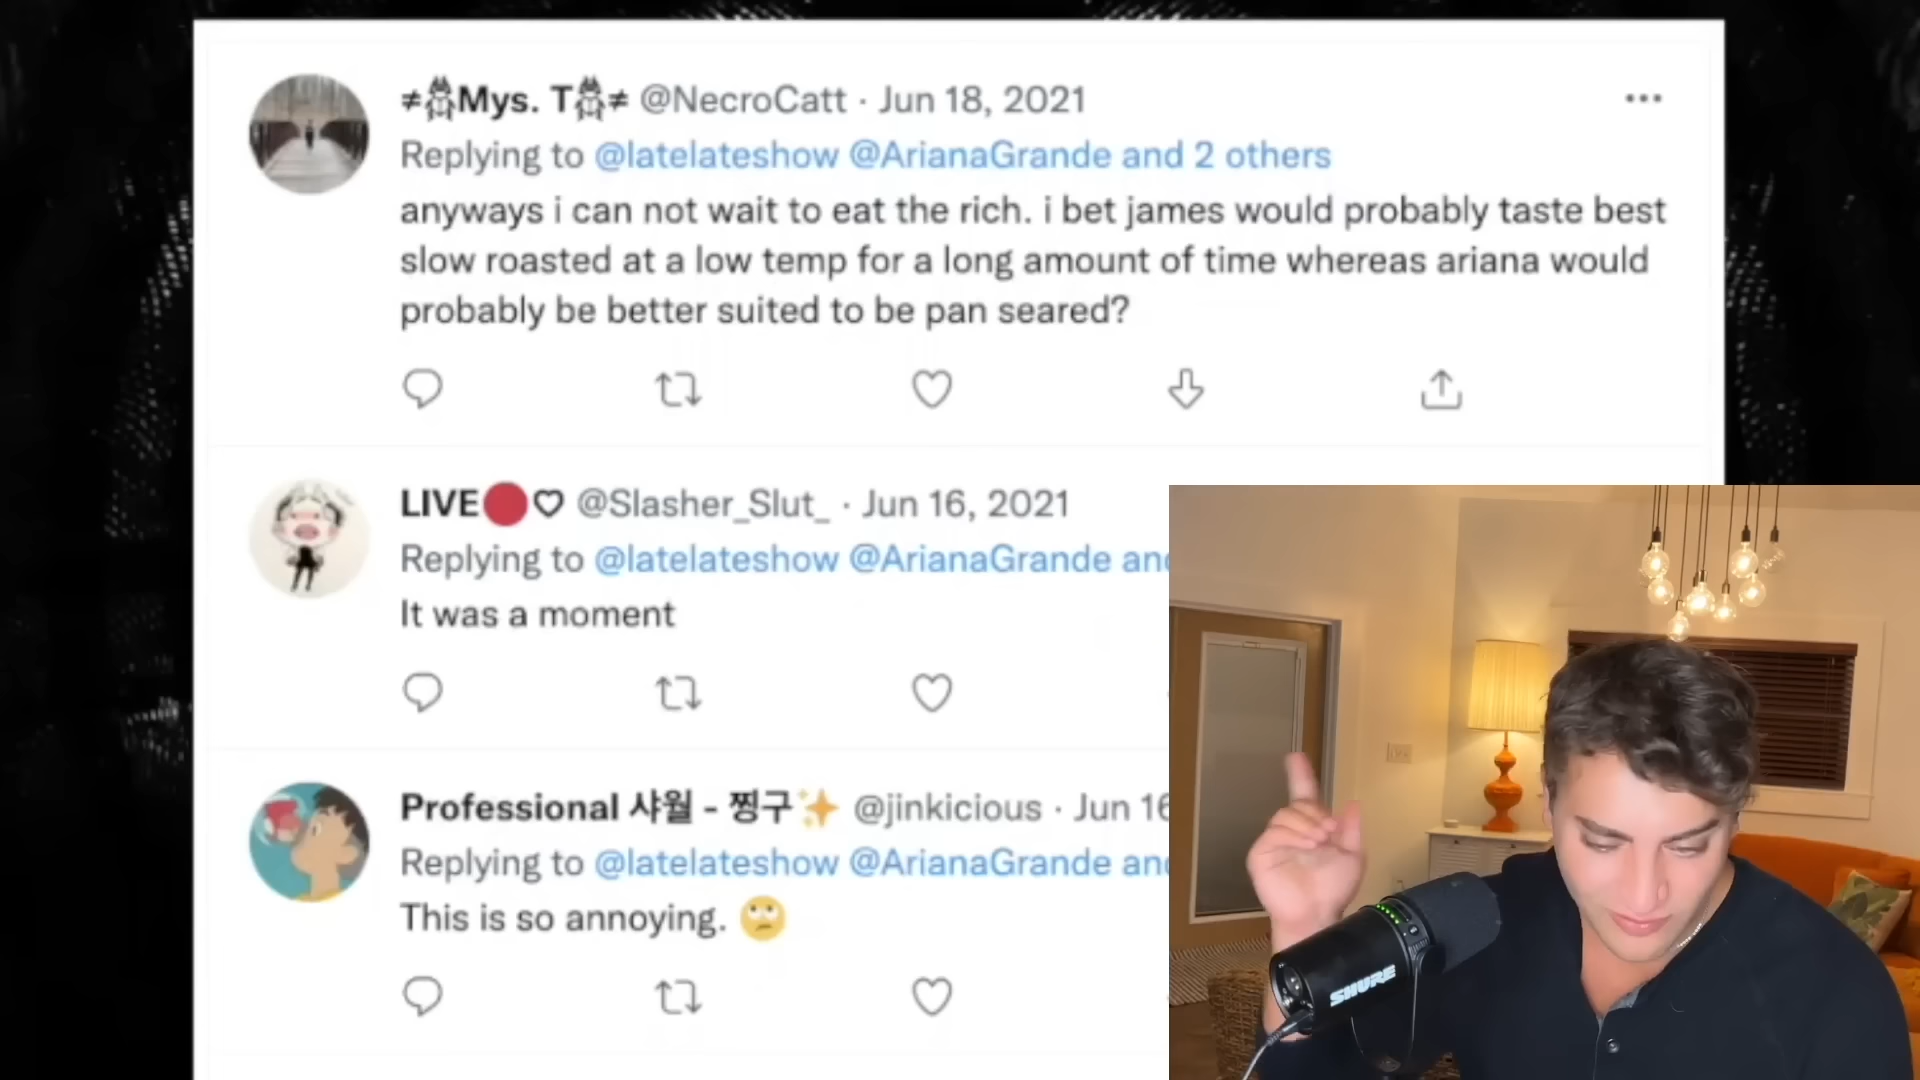 ≠Mys. T≠ @NecroCatt · Jun 18, 2021
Replying to @latelateshow @ArianaGrande and 2 others
anyways i can not wait to eat the rich. i bet james would probably taste best
slow roasted at a low temp for a long amount of time whereas ariana would
probably be better suited to be pan seared?
LIVE🔴♡ @Slasher_Slut_ · Jun 16, 2021
Replying to @latelateshow @ArianaGrande
It was a moment
Professional 샤월 - 찡구✨ @jinkicious · Jun 16
Replying to @latelateshow @ArianaGrande
This is so annoying. 🙄
SHURE